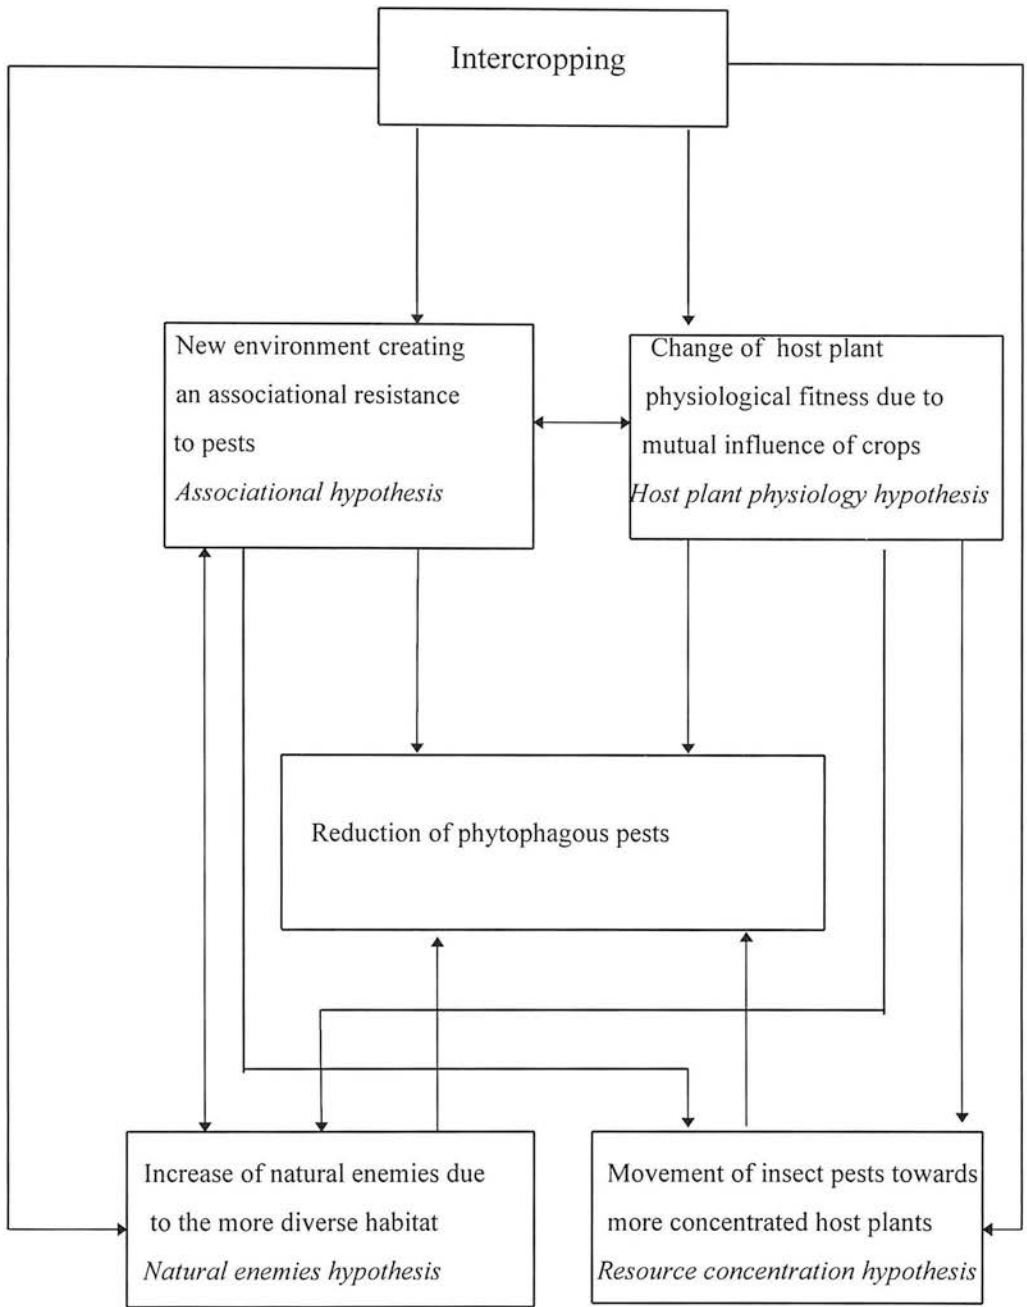 Intercropping
New environment creating
an associational resistance
to pests
Associational hypothesis
Change of host plant
physiological fitness due to
mutual influence of crops
Host plant physiology hypothesis
Reduction of phytophagous pests
Increase of natural enemies due
to the more diverse habitat
Natural enemies hypothesis
Movement of insect pests towards
more concentrated host plants
Resource concentration hypothesis